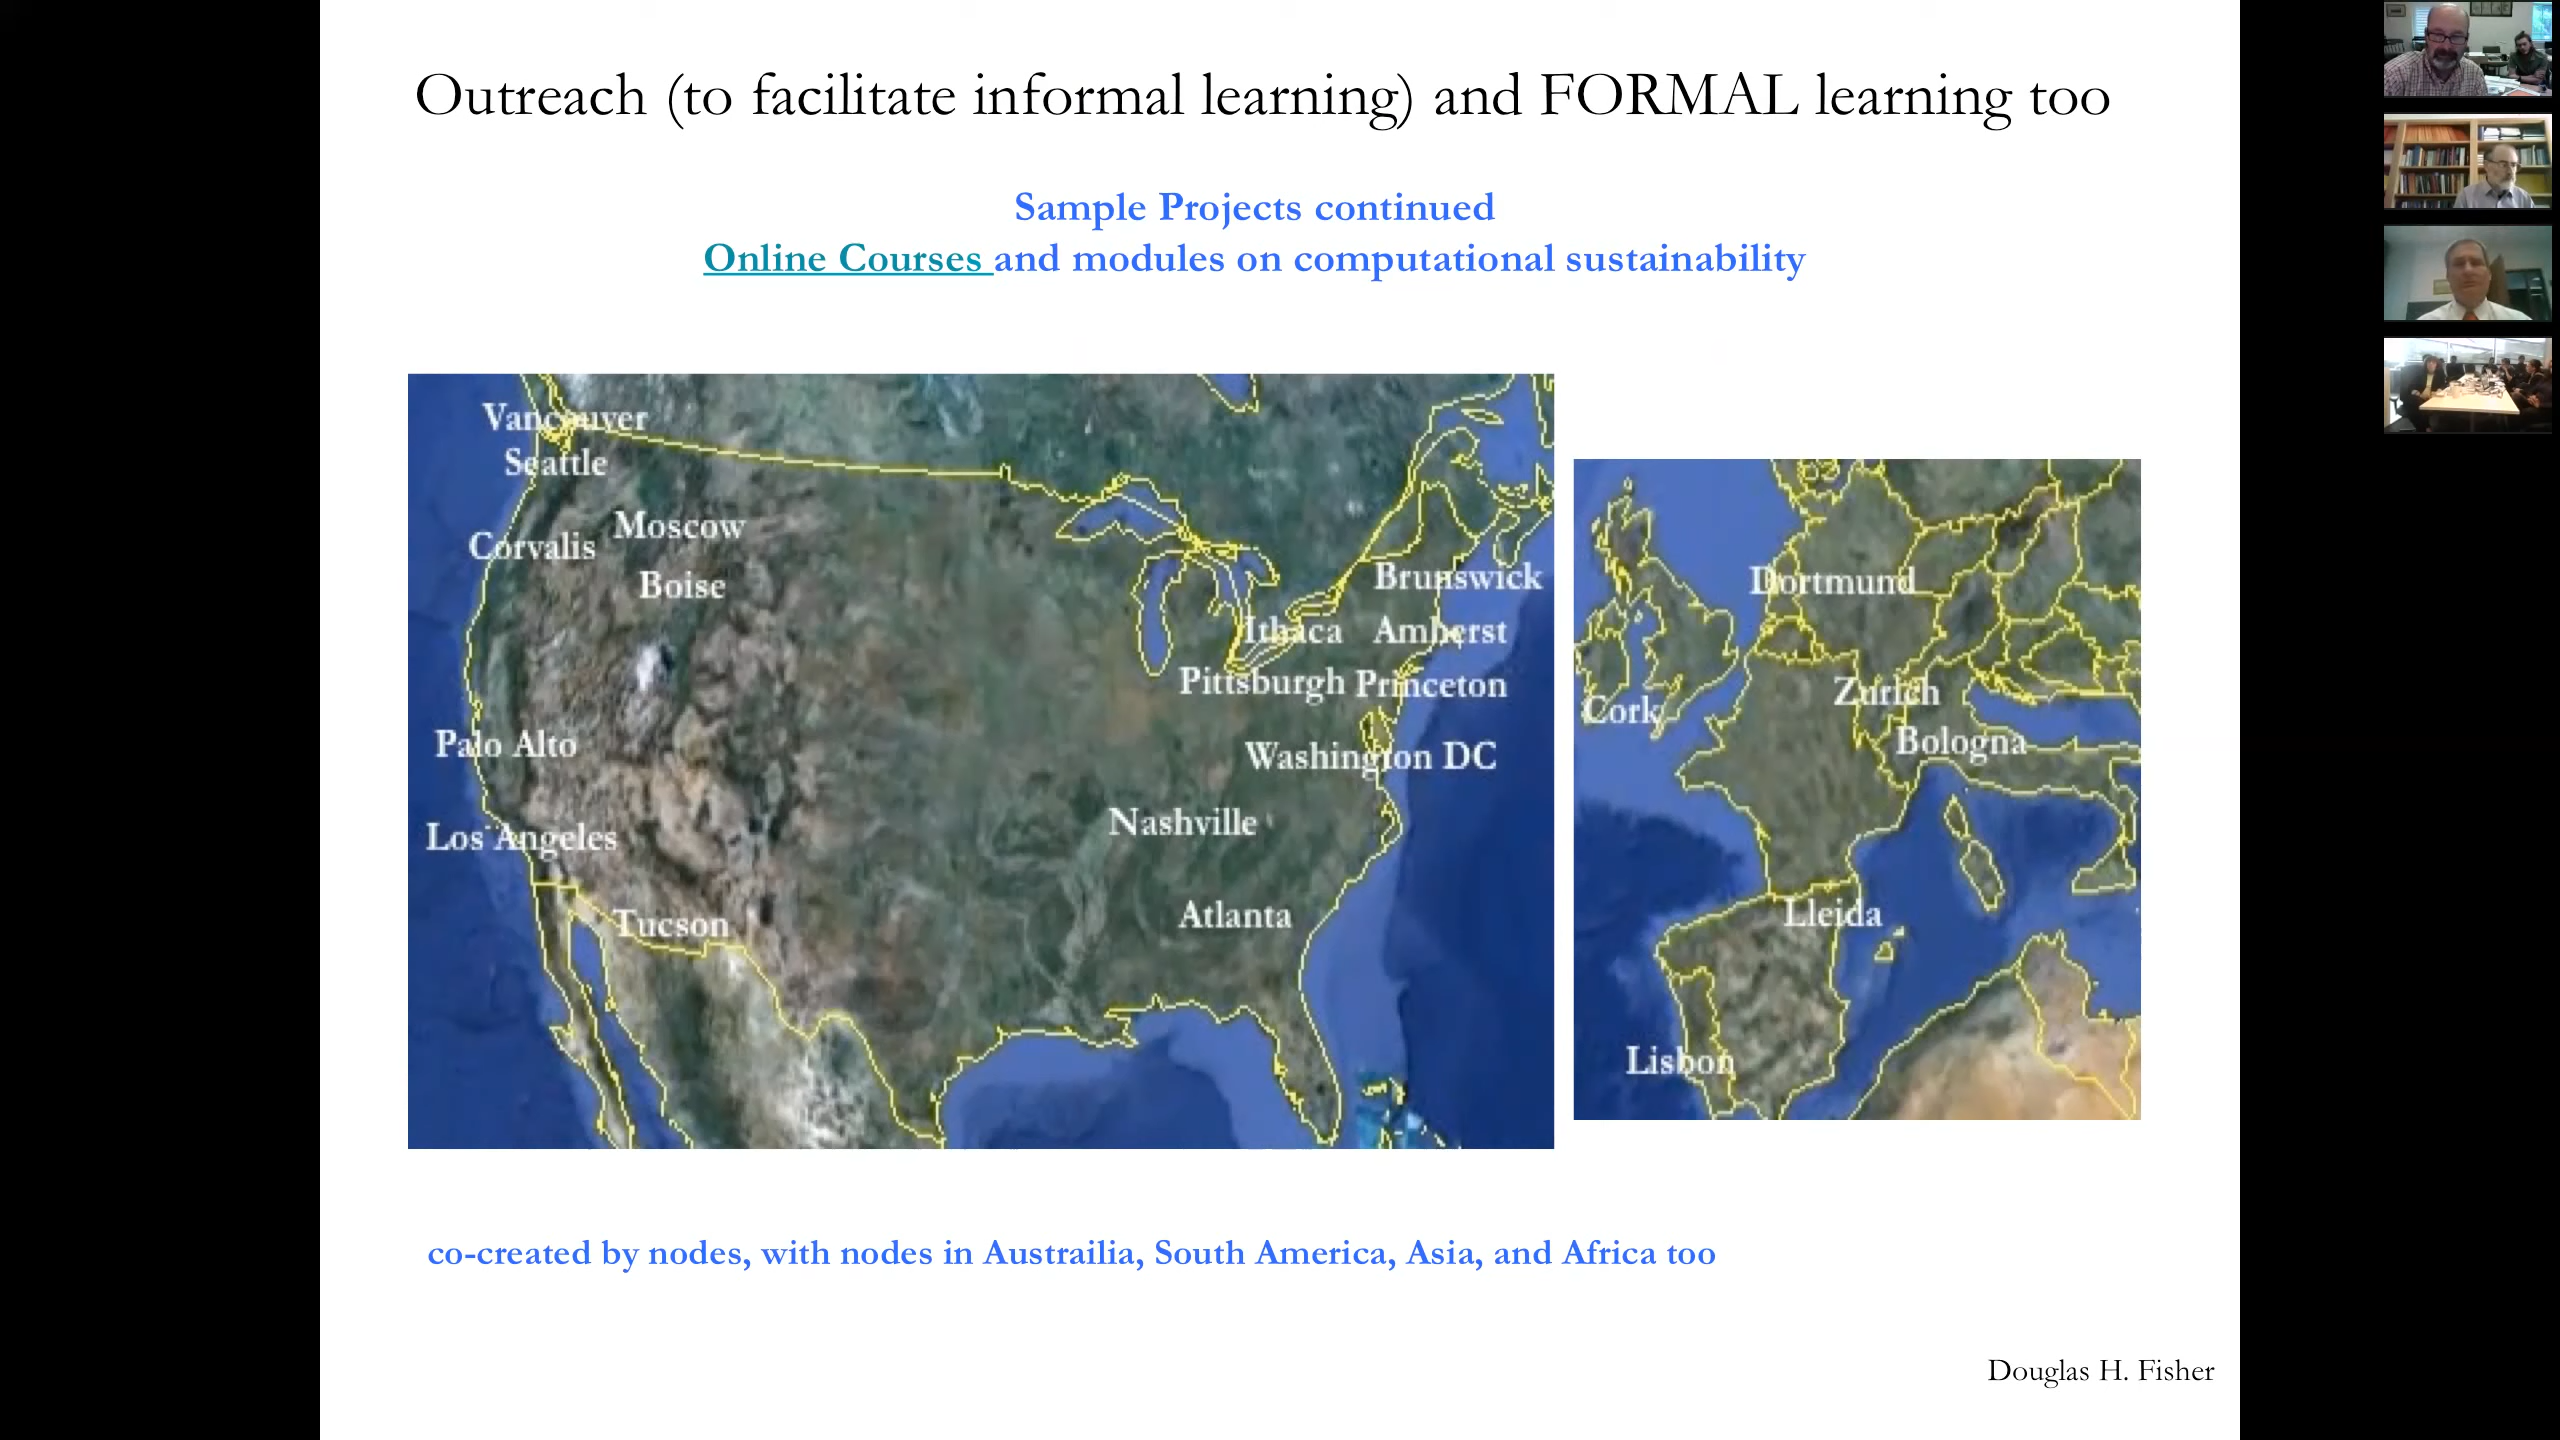 Outreach (to facilitate informal learning) and FORMAL learning too
Sample Projects continued
Online Courses and modules on computational sustainability
Vancouver
Seattle
Moscow
Corvalis
Boise
Brunswick
Ithaca Amherst
Pittsburgh Princeton
Palo Alto
Washington DC
Nashville
Los Angeles
Atlanta
Tucson
Dortmund
Zurich
Cork
Bologna
Lleida
Lisbon
co-created by nodes, with nodes in Austrailia, South America, Asia, and Africa too
Douglas H. Fisher